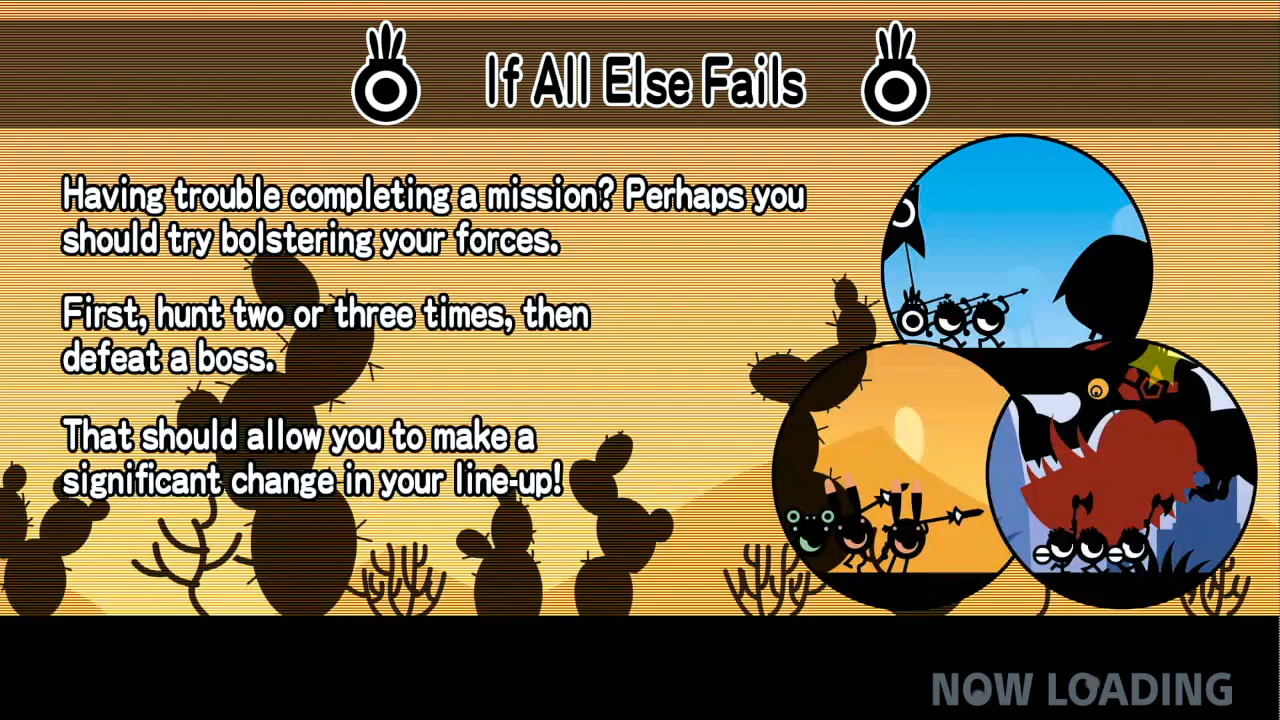 If All Else Fails
Having trouble completing a mission? Perhaps you
should try bolstering your forces.
First, hunt two or three times, then
defeat a boss.
That should allow you to make a
significant change in your line-up!
NOW LOADING